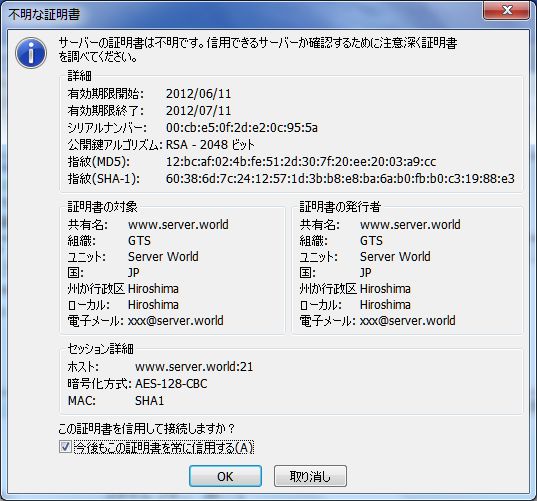 不明な証明書
サーバーの証明書は不明です。信用できるサーバーか確認するために注意深く証明書
を調べてください。
詳細
有効期限開始: 2012/06/11
有効期限終了: 2012/07/11
シリアルナンバー: 00:cb:e5:0f:2d:e2:0c:95:5a
公開鍵アルゴリズム: RSA - 2048 ビット
指紋(MD5): 12:bc:af:02:4b:fe:51:2d:30:7f:20:ee:20:03:a9:cc
指紋(SHA-1): 60:38:6d:7c:24:12:57:1d:3b:b8:e8:ba:6a:b0:fb:b0:c3:19:88:e3
証明書の対象
共有名: www.server.world
組織: GTS
ユニット: Server World
国: JP
州か行政区 Hiroshima
ローカル: Hiroshima
電子メール: xxx@server.world
証明書の発行者
共有名: www.server.world
組織: GTS
ユニット: Server World
国: JP
州か行政区 Hiroshima
ローカル: Hiroshima
電子メール: xxx@server.world
セッション詳細
ホスト: www.server.world:21
暗号化方式: AES-128-CBC
MAC: SHA1
この証明書を信用して接続しますか？
今後もこの証明書を常に信用する(A)
OK
取り消し